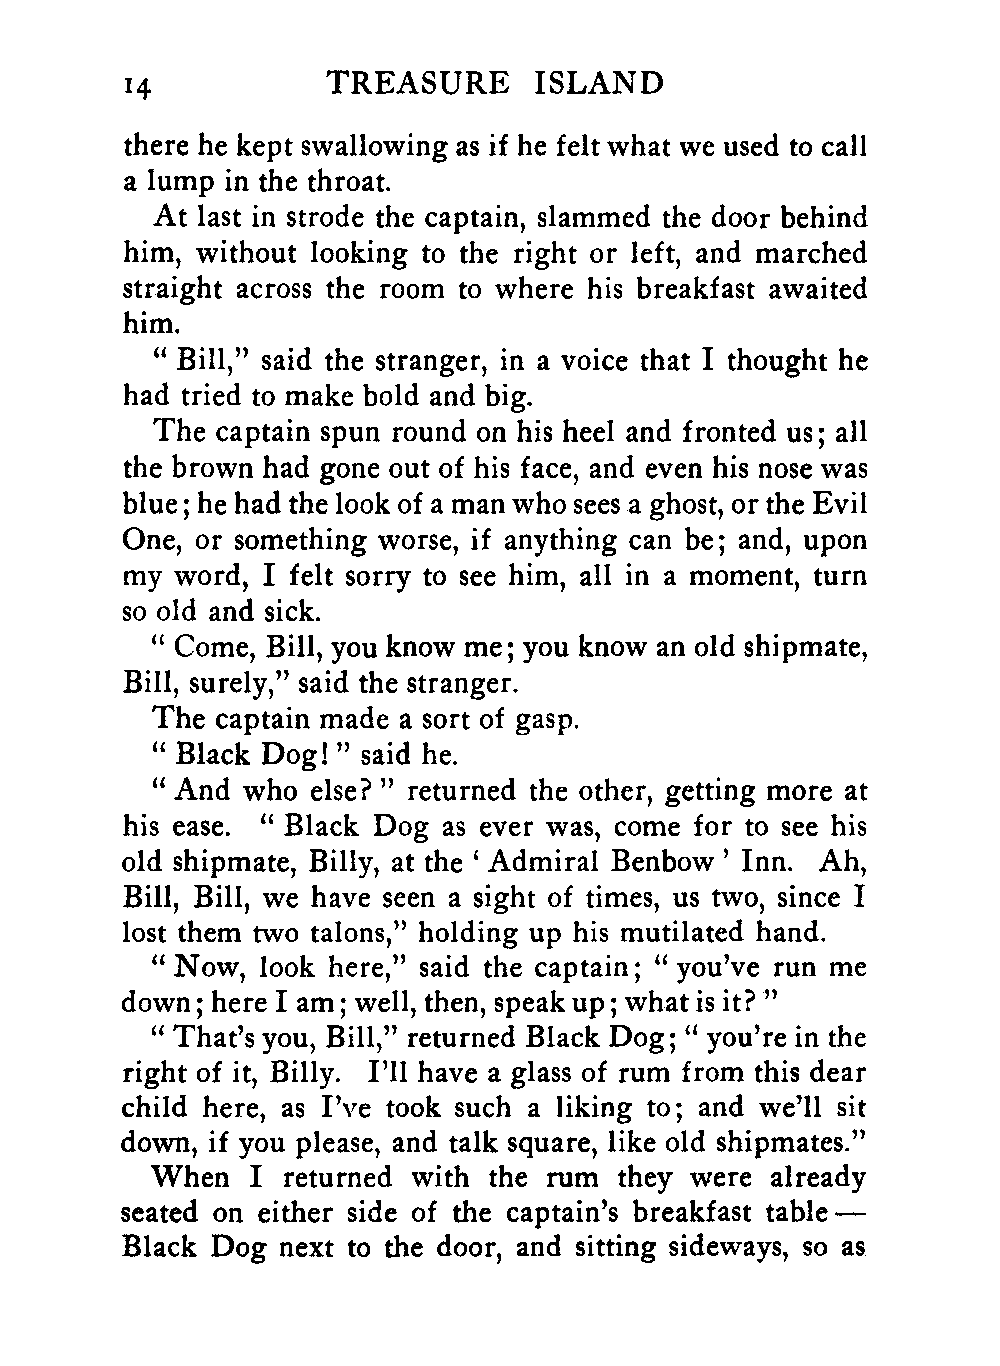 14 TREASURE ISLAND
there he kept swallowing as if he felt what we used to call
a lump in the throat.
At last in strode the captain, slammed the door behind
him, without looking to the right or left, and marched
straight across the room to where his breakfast awaited
him.
“ Bill,” said the stranger, in a voice that I thought he
had tried to make bold and big.
The captain spun round on his heel and fronted us; all
the brown had gone out of his face, and even his nose was
blue; he had the look of a man who sees a ghost, or the Evil
One, or something worse, if anything can be; and, upon
my word, I felt sorry to see him, all in a moment, turn
so old and sick.
“ Come, Bill, you know me; you know an old shipmate,
Bill, surely,” said the stranger.
The captain made a sort of gasp.
“ Black Dog! ” said he.
“ And who else? ” returned the other, getting more at
his ease. “ Black Dog as ever was, come for to see his
old shipmate, Billy, at the ‘ Admiral Benbow ’ Inn. Ah,
Bill, Bill, we have seen a sight of times, us two, since I
lost them two talons,” holding up his mutilated hand.
“ Now, look here,” said the captain; “ you’ve run me
down; here I am; well, then, speak up; what is it? ”
“ That’s you, Bill,” returned Black Dog; “ you’re in the
right of it, Billy. I’ll have a glass of rum from this dear
child here, as I’ve took such a liking to; and we’ll sit
down, if you please, and talk square, like old shipmates.”
When I returned with the rum they were already
seated on either side of the captain’s breakfast table —
Black Dog next to the door, and sitting sideways, so as